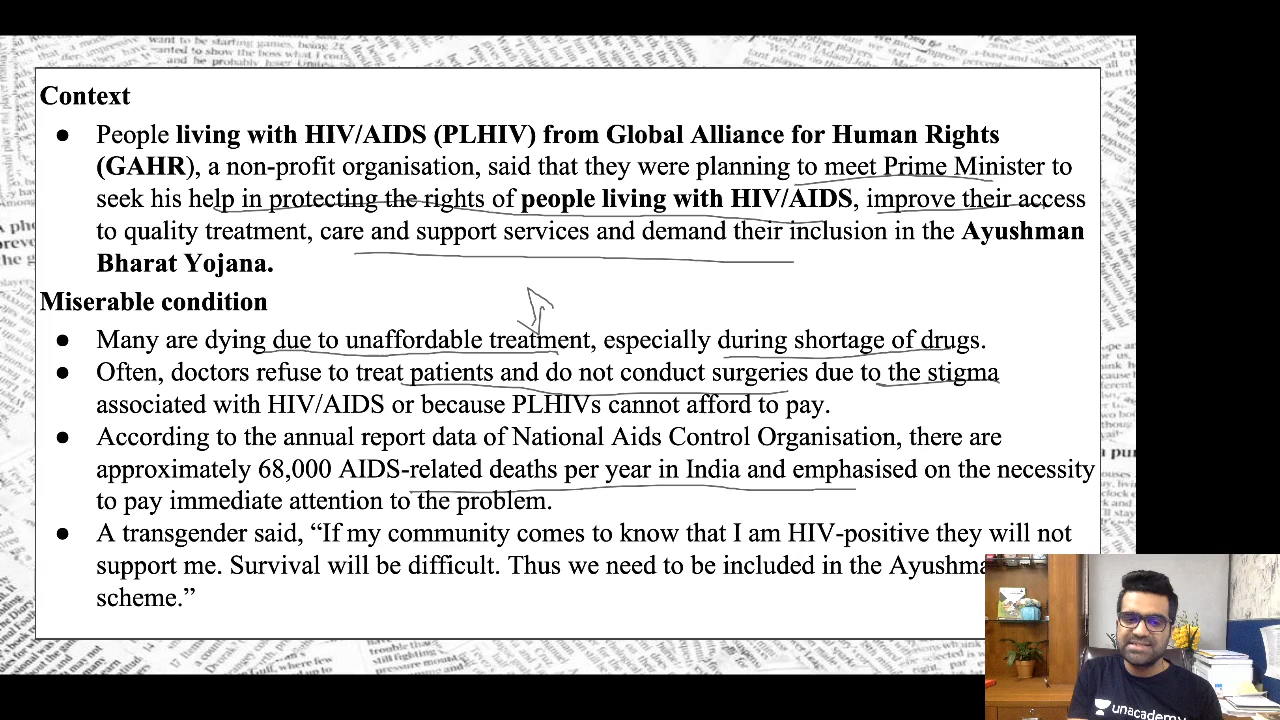 Context
● People living with HIV/AIDS (PLHIV) from Global Alliance for Human Rights
(GAHR), a non-profit organisation, said that they were planning to meet Prime Minister to
seek his help in protecting the rights of people living with HIV/AIDS, improve their access
to quality treatment, care and support services and demand their inclusion in the Ayushman
Bharat Yojana.
Miserable condition
● Many are dying due to unaffordable treatment, especially during shortage of drugs.
● Often, doctors refuse to treat patients and do not conduct surgeries due to the stigma
associated with HIV/AIDS or because PLHIVs cannot afford to pay.
● According to the annual report data of National Aids Control Organisation, there are
approximately 68,000 AIDS-related deaths per year in India and emphasised on the necessity
to pay immediate attention to the problem.
● A transgender said, “If my community comes to know that I am HIV-positive they will not
support me. Survival will be difficult. Thus we need to be included in the Ayushma
scheme.”
unacademy